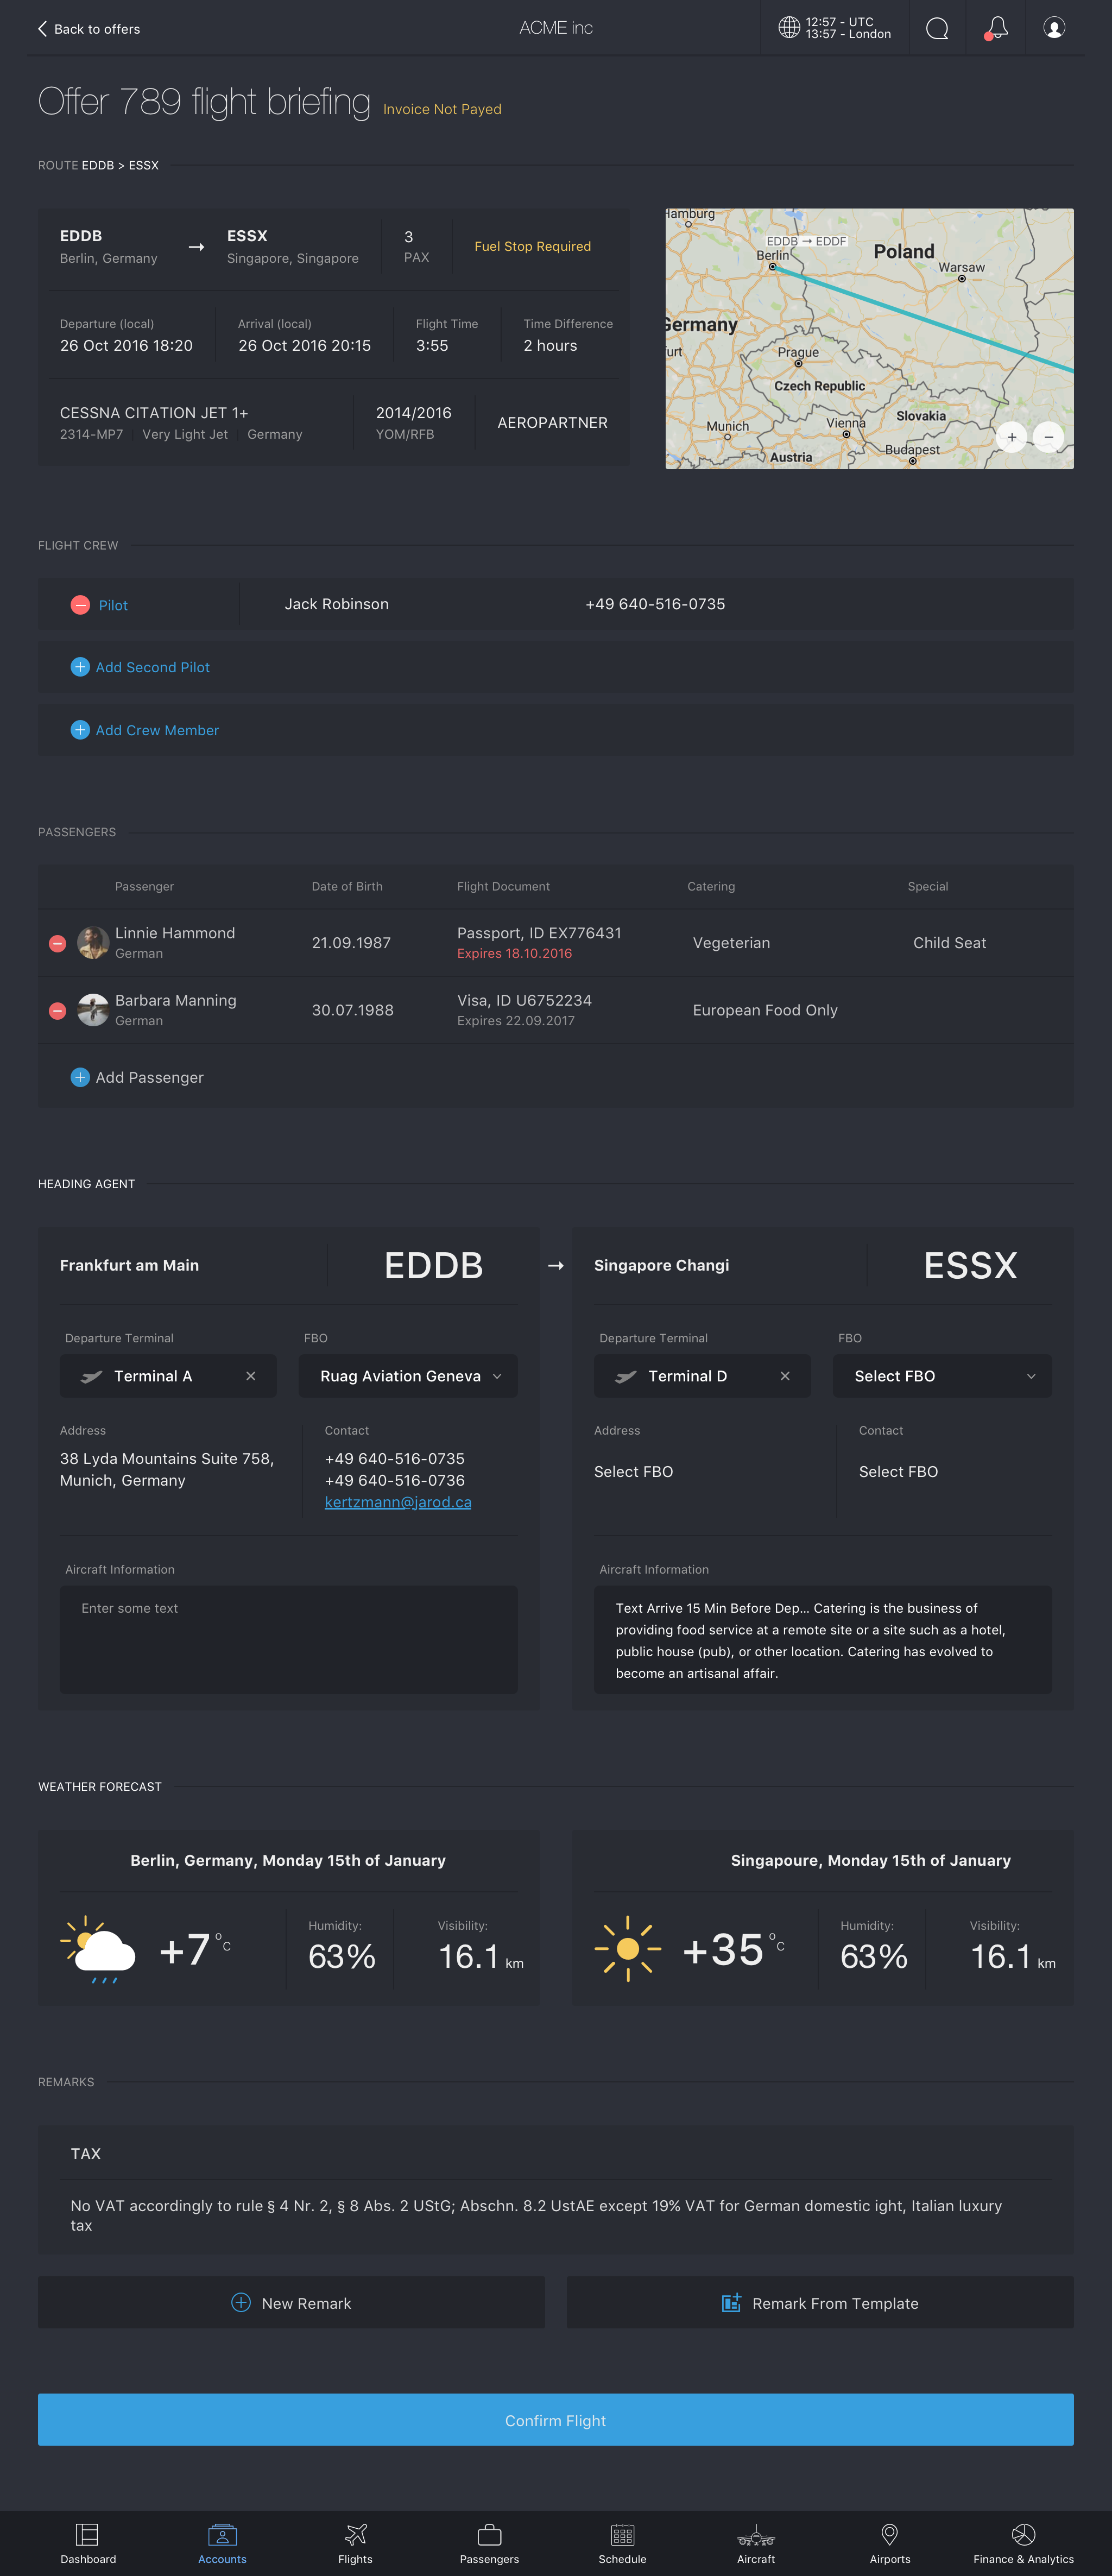 Back to offers
ACME inc
12:57 - UTC
13:57 - London
Offer 789 flight briefing
Invoice Not Payed
ROUTE EDDB > ESSX
EDDB
Berlin, Germany
ESSX
Singapore, Singapore
3
PAX
Fuel Stop Required
Departure (local)
26 Oct 2016 18:20
Arrival (local)
26 Oct 2016 20:15
Flight Time
3:55
Time Difference
2 hours
CESSNA CITATION JET 1+
2314-MP7 Very Light Jet Germany
2014/2016
YOM/RFB
AEROPARTNER
Hamburg
EDDB → EDDF
Berlin
Poland
Warsaw
Germany
furt
Prague
Czech Republic
Slovakia
Munich
Vienna
Budapest
Austria
FLIGHT CREW
Pilot
Jack Robinson
+49 640-516-0735
Add Second Pilot
Add Crew Member
PASSENGERS
Passenger Date of Birth Flight Document Catering Special
Linnie Hammond
German
21.09.1987
Passport, ID EX776431
Expires 18.10.2016
Vegeterian
Child Seat
Barbara Manning
German
30.07.1988
Visa, ID U6752234
Expires 22.09.2017
European Food Only
Add Passenger
HEADING AGENT
Frankfurt am Main
EDDB
Departure Terminal
Terminal A
FBO
Ruag Aviation Geneva
Address
38 Lyda Mountains Suite 758,
Munich, Germany
Contact
+49 640-516-0735
+49 640-516-0736
kertzmann@jarod.ca
Aircraft Information
Enter some text
Singapore Changi
ESSX
Departure Terminal
Terminal D
FBO
Select FBO
Address
Select FBO
Contact
Select FBO
Aircraft Information
Text Arrive 15 Min Before Dep... Catering is the business of
providing food service at a remote site or a site such as a hotel,
public house (pub), or other location. Catering has evolved to
become an artisanal affair.
WEATHER FORECAST
Berlin, Germany, Monday 15th of January
+7 °C
Humidity:
63%
Visibility:
16.1 km
Singapoure, Monday 15th of January
+35 °C
Humidity:
63%
Visibility:
16.1 km
REMARKS
TAX
No VAT accordingly to rule § 4 Nr. 2, § 8 Abs. 2 UStG; Abschn. 8.2 UstAE except 19% VAT for German domestic ight, Italian luxury
tax
New Remark
Remark From Template
Confirm Flight
Dashboard
Accounts
Flights
Passengers
Schedule
Aircraft
Airports
Finance & Analytics